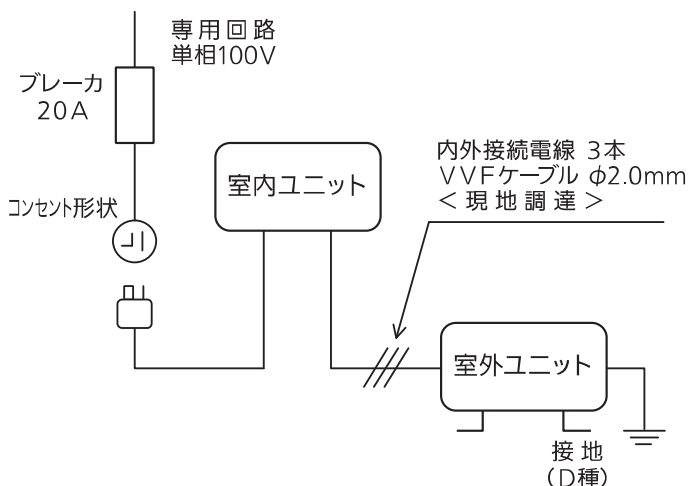 専用回路
単相100V
ブレーカ
20A
コンセント形状
室内ユニット
内外接続電線 3本
VVFケーブル φ2.0mm
<現地調達>
室外ユニット
接地
(D種)